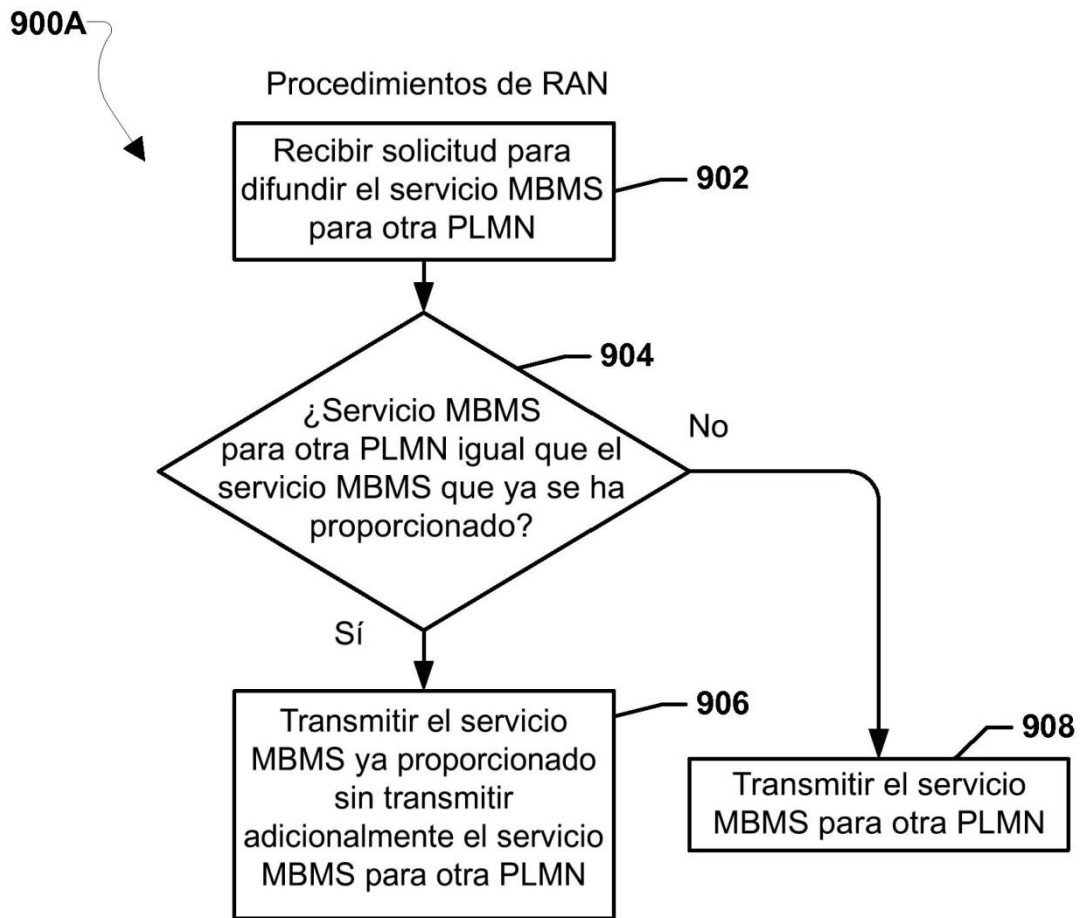 900A
Procedimientos de RAN
Recibir solicitud para
difundir el servicio MBMS
para otra PLMN
902
904
¿Servicio MBMS
para otra PLMN igual que el
servicio MBMS que ya se ha
proporcionado?
No
Sí
Transmitir el servicio
MBMS ya proporcionado
sin transmitir
adicionalmente el servicio
MBMS para otra PLMN
906
908
Transmitir el servicio
MBMS para otra PLMN